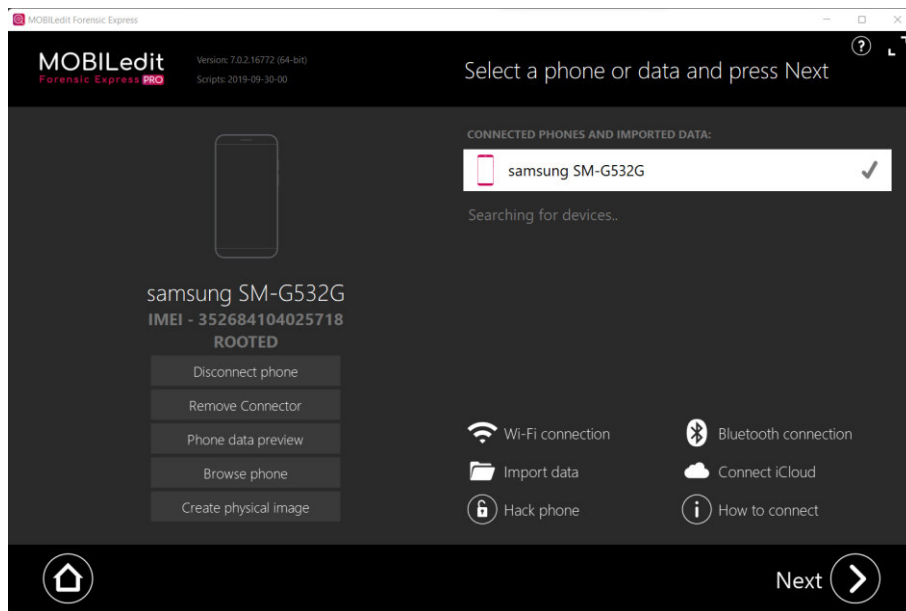 MOBILedit Forensic Express
MOBILedit
Forensic Express PRO
Version: 7.0.2.16772 (64-bit)
Scripts: 2019-09-30-00
Select a phone or data and press Next
?
CONNECTED PHONES AND IMPORTED DATA:
samsung SM-G532G
Searching for devices..
samsung SM-G532G
IMEI - 352684104025718
ROOTED
Disconnect phone
Remove Connector
Phone data preview
Browse phone
Create physical image
Wi-Fi connection
Bluetooth connection
Import data
Connect iCloud
Hack phone
How to connect
Next